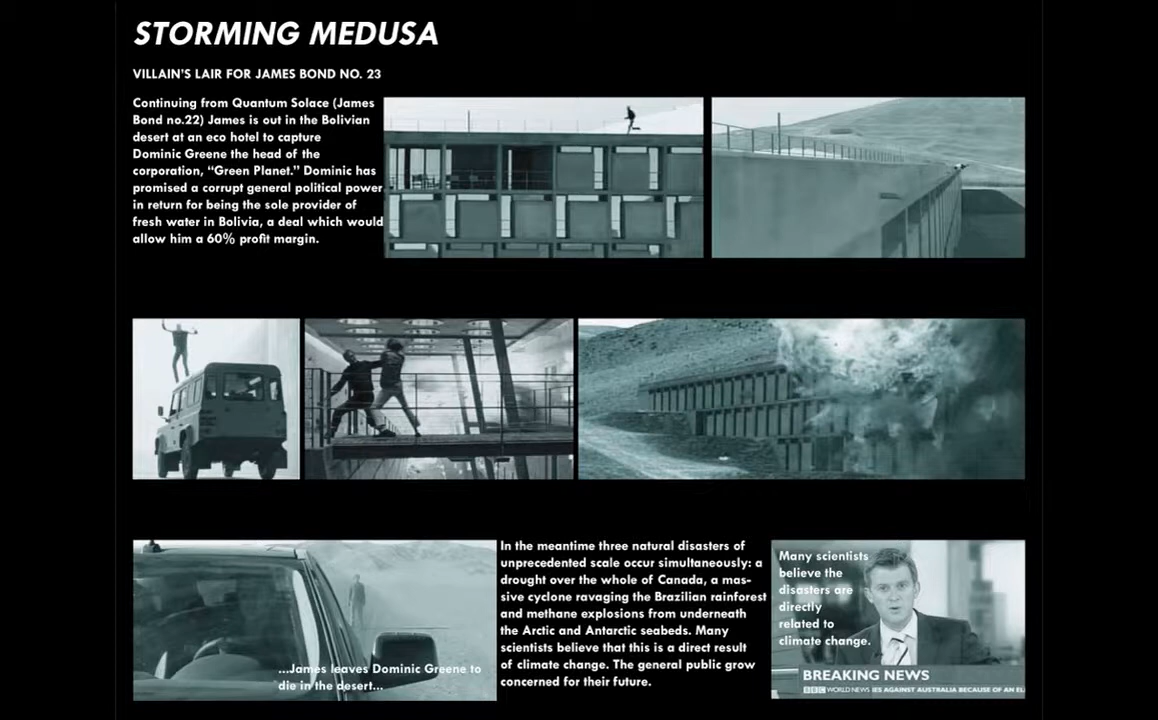 STORMING MEDUSA
VILLAIN'S LAIR FOR JAMES BOND NO. 23
Continuing from Quantum Solace (James
Bond no.22) James is out in the Bolivian
desert at an eco hotel to capture
Dominic Greene the head of the
corporation, “Green Planet.” Dominic has
promised a corrupt general political power
in return for being the sole provider of
fresh water in Bolivia, a deal which would
allow him a 60% profit margin.
...James leaves Dominic Greene to
die in the desert...
In the meantime three natural disasters of
unprecedented scale occur simultaneously: a
drought over the whole of Canada, a mas-
sive cyclone ravaging the Brazilian rainforest
and methane explosions from underneath
the Arctic and Antarctic seabeds. Many
scientists believe that this is a direct result
of climate change. The general public grow
concerned for their future.
Many scientists
believe the
disasters are
directly
related to
climate change.
BREAKING NEWS
BBC WORLD NEWS IES AGAINST AUSTRALIA BECAUSE OF AN EL